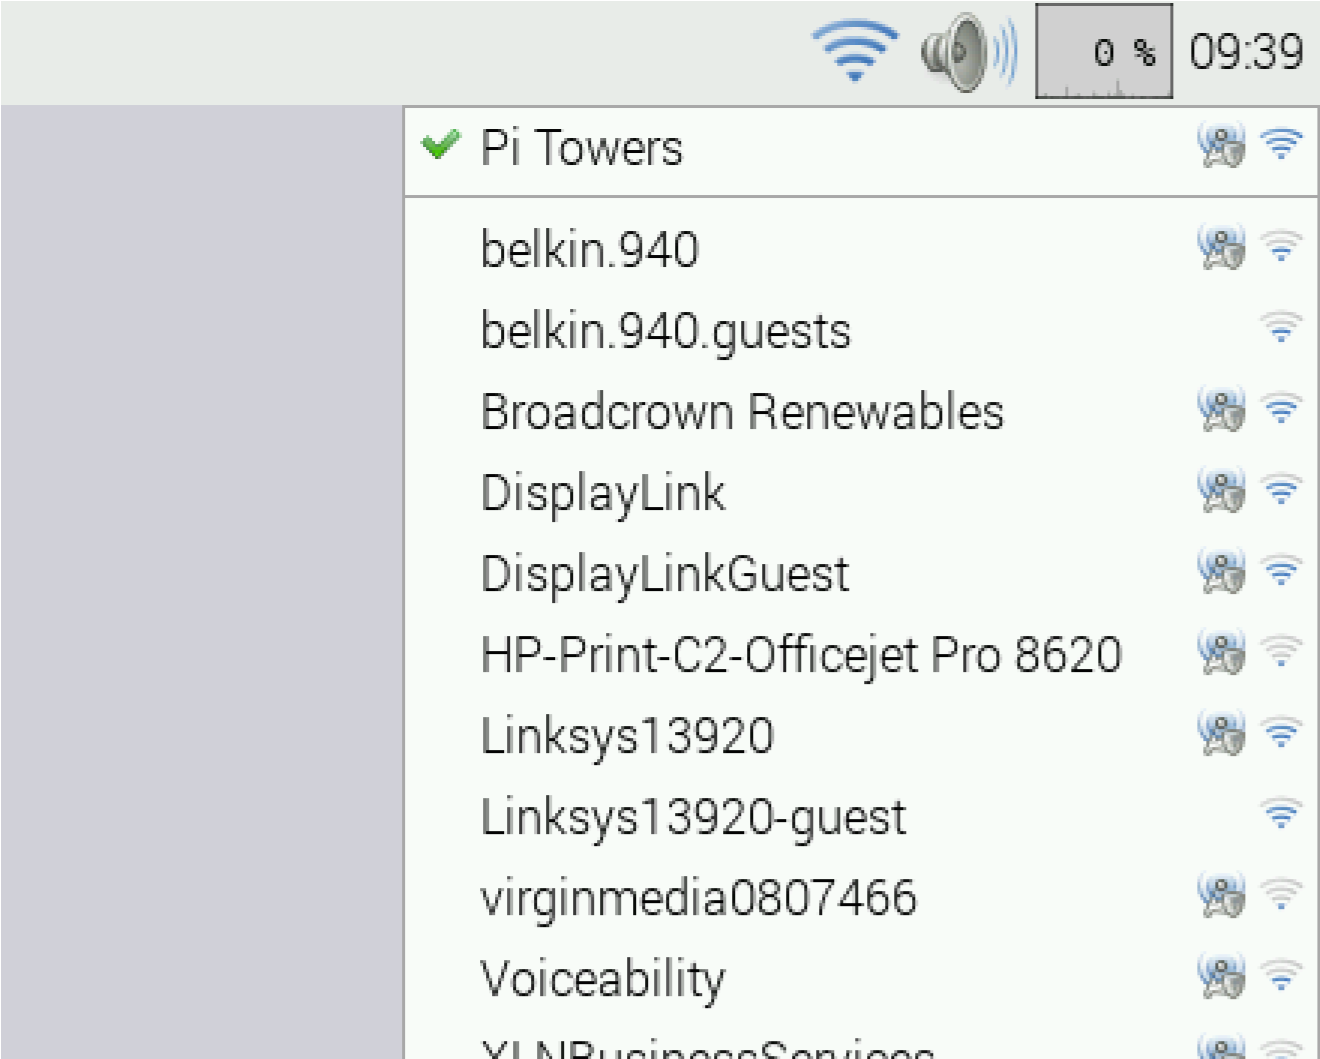 0 % 09:39
Pi Towers
belkin.940
belkin.940.guests
Broadcrown Renewables
DisplayLink
DisplayLinkGuest
HP-Print-C2-Officejet Pro 8620
Linksys13920
Linksys13920-guest
virginmedia0807466
Voiceability
XLNBusinessServices